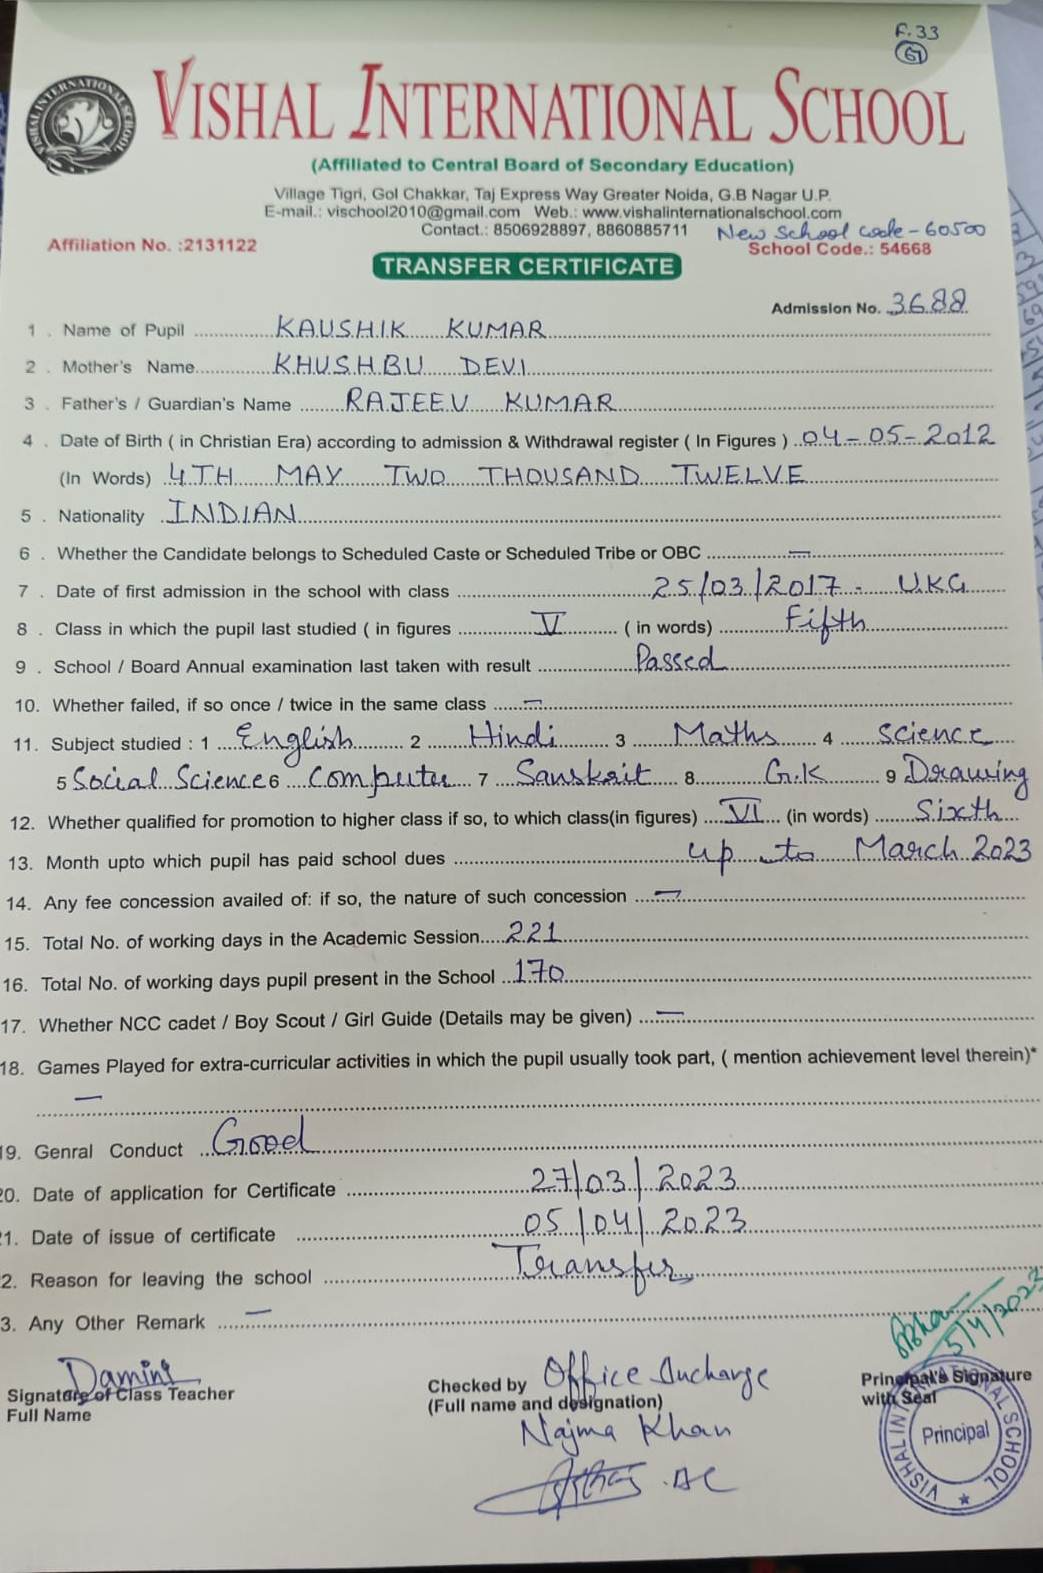 F.33
67
VISHAL INTERNATIONAL SCHOOL
(Affiliated to Central Board of Secondary Education)
Village Tigri, Gol Chakkar, Taj Express Way Greater Noida, G.B Nagar U.P.
E-mail.: vischool2010@gmail.com Web.: www.vishalinternationalschool.com
Contact.: 8506928897, 8860885711 New School code - 60500
Affiliation No. :2131122 School Code.: 54668
TRANSFER CERTIFICATE
Admission No. 3688
1 . Name of Pupil KAUSHIK KUMAR
2 . Mother's Name KHUSHBU DEVI
3 . Father's / Guardian's Name RAJEEV KUMAR
4 . Date of Birth ( in Christian Era) according to admission & Withdrawal register ( In Figures ) 04-05-2012
(In Words) 4TH MAY TWO THOUSAND TWELVE
5 . Nationality INDIAN
6 . Whether the Candidate belongs to Scheduled Caste or Scheduled Tribe or OBC —
7 . Date of first admission in the school with class 25/03/2017 - UKG
8 . Class in which the pupil last studied ( in figures V ( in words) Fifth
9 . School / Board Annual examination last taken with result Passed
10. Whether failed, if so once / twice in the same class —
11. Subject studied : 1 English 2 Hindi 3 Maths 4 science
5 Social Science 6 Computer 7 Sanskrit 8. G.K 9 Drawing
12. Whether qualified for promotion to higher class if so, to which class(in figures) VI (in words) Sixth
13. Month upto which pupil has paid school dues up to March 2023
14. Any fee concession availed of: if so, the nature of such concession —
15. Total No. of working days in the Academic Session 221
16. Total No. of working days pupil present in the School 170
17. Whether NCC cadet / Boy Scout / Girl Guide (Details may be given) —
18. Games Played for extra-curricular activities in which the pupil usually took part, ( mention achievement level therein)*
—
19. Genral Conduct Good
20. Date of application for Certificate 27/03/2023
21. Date of issue of certificate 05/04/2023
2. Reason for leaving the school Transfer
3. Any Other Remark —
5/4/2023
Damini
Signature of Class Teacher
Full Name
Checked by Office Incharge
(Full name and designation)
Najma Khan
Principal's Signature
with Seal
VISHAL INTERNATIONAL SCHOOL
Principal